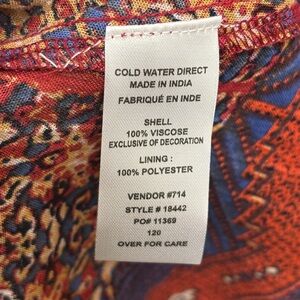 COLD WATER DIRECT
MADE IN INDIA
FABRIQUÉ EN INDE
SHELL
100% VISCOSE
EXCLUSIVE OF DECORATION
LINING :
100% POLYESTER
VENDOR #714
STYLE # 18442
PO# 11369
120
OVER FOR CARE